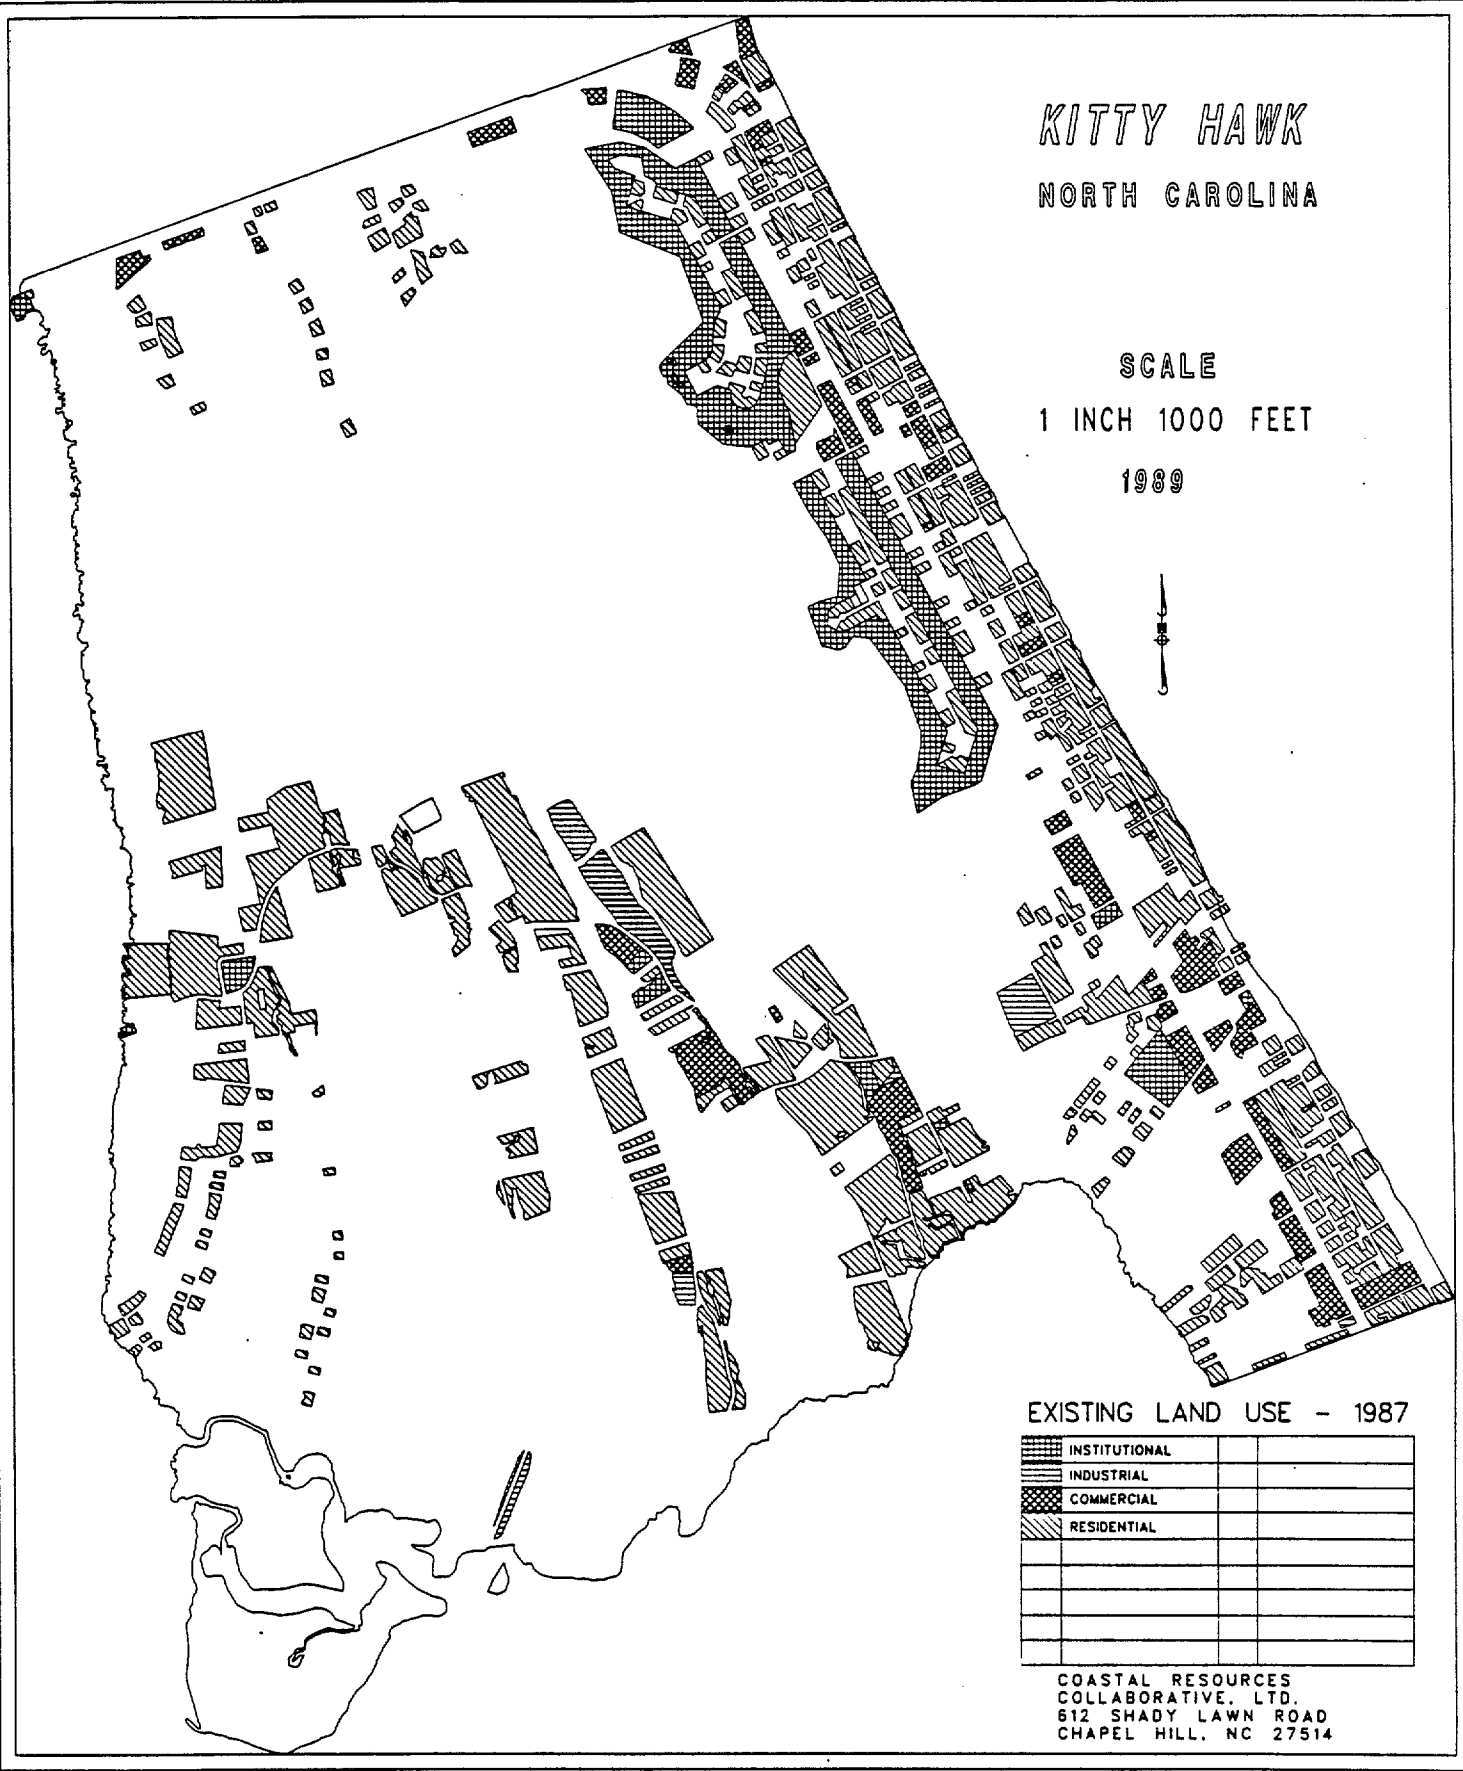 KITTY HAWK
NORTH CAROLINA
SCALE
1 INCH 1000 FEET
1989
EXISTING LAND USE - 1987
INSTITUTIONAL
INDUSTRIAL
COMMERCIAL
RESIDENTIAL
COASTAL RESOURCES
COLLABORATIVE, LTD.
612 SHADY LAWN ROAD
CHAPEL HILL, NC 27514